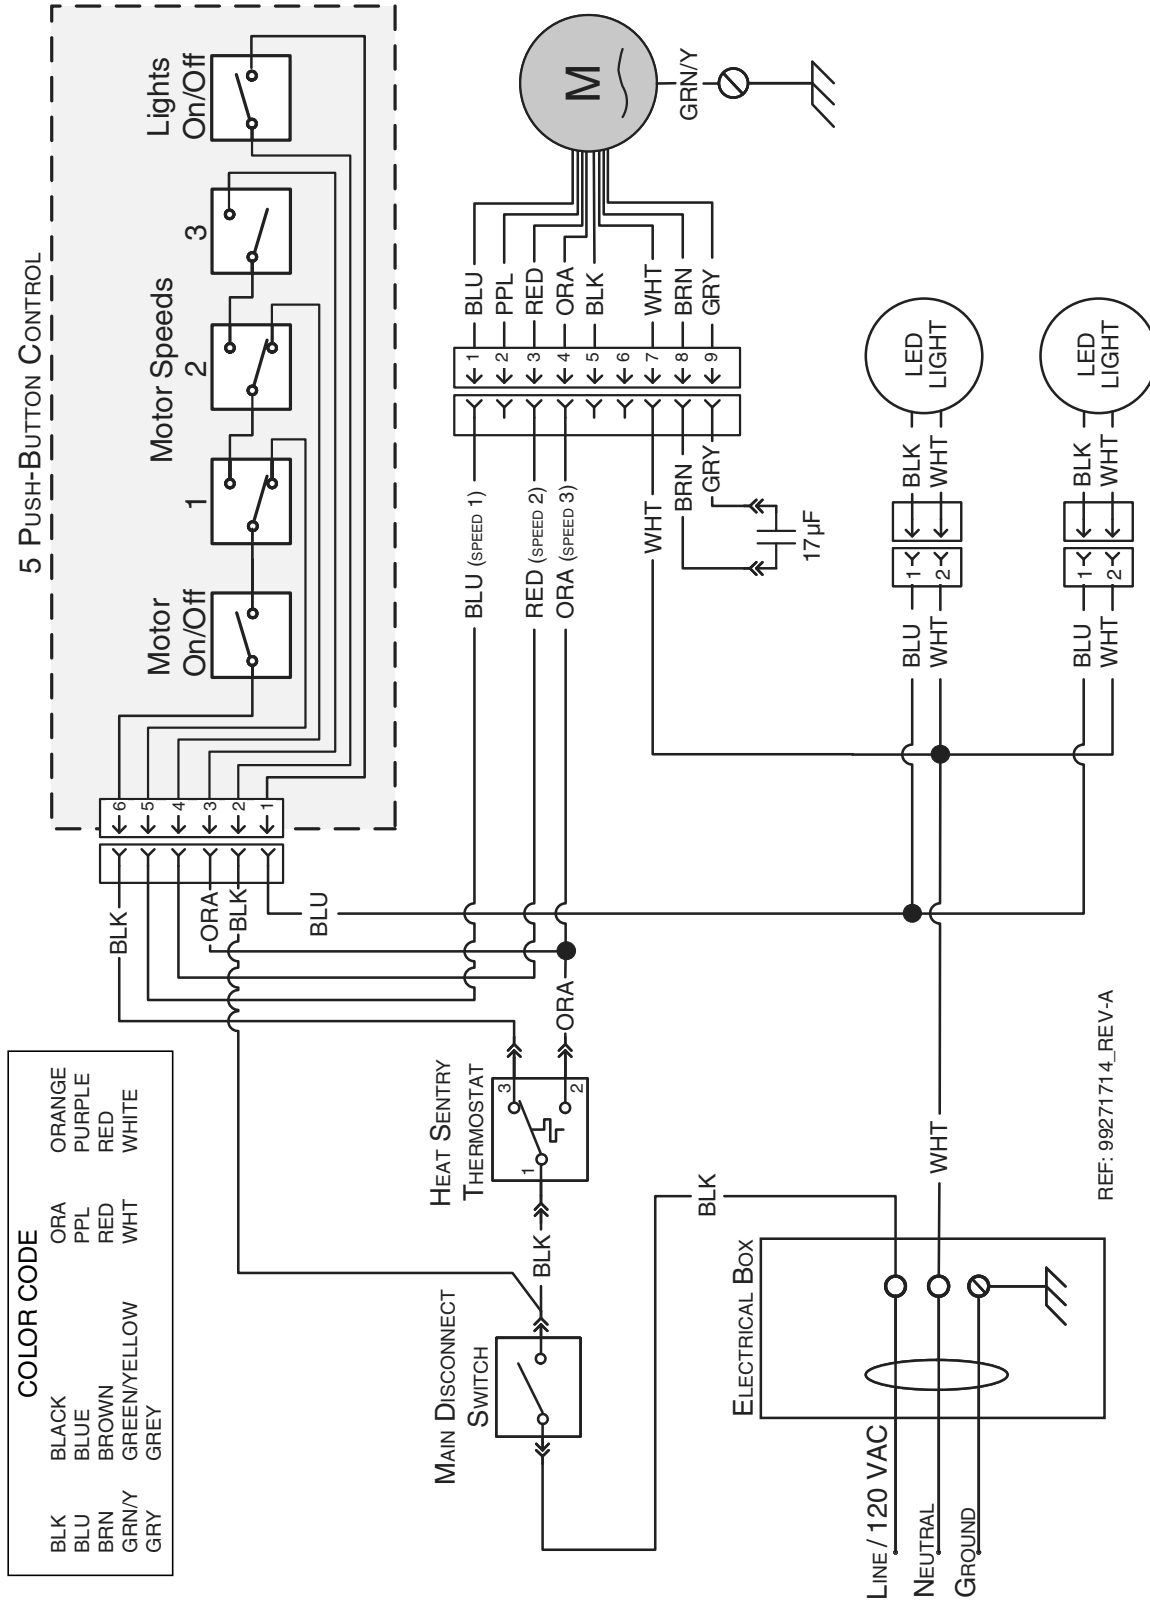 5 PUSH-BUTTON CONTROL
Motor
On/Off
Motor Speeds
1
2
3
Lights
On/Off
6
5
4
3
2
1
BLK
ORA
BLK
BLU
M
GRN/Y
BLU
PPL
RED
ORA
BLK
WHT
BRN
GRY
1
2
3
4
5
6
7
8
9
BLU (SPEED 1)
RED (SPEED 2)
ORA (SPEED 3)
WHT
BRN
GRY
17µF
LED
LIGHT
BLK
WHT
1
2
BLU
WHT
LED
LIGHT
BLK
WHT
1
2
BLU
WHT
COLOR CODE
BLK BLACK ORA ORANGE
BLU BLUE PPL PURPLE
BRN BROWN RED RED
GRN/Y GREEN/YELLOW WHT WHITE
GRY GREY
HEAT SENTRY
THERMOSTAT
3
2
1
ORA
BLK
MAIN DISCONNECT
SWITCH
BLK
WHT
ELECTRICAL BOX
LINE / 120 VAC
NEUTRAL
GROUND
REF: 99271714_REV-A